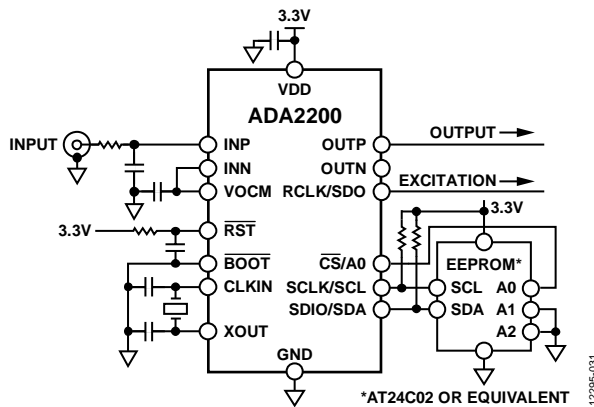 3.3V
VDD
ADA2200
INPUT
INP
OUTP
OUTPUT
INN
OUTN
VOCM
RCLK/SDO
EXCITATION
3.3V
RST
3.3V
BOOT
CS/A0
EEPROM*
CLKIN
SCLK/SCL
SCL
A0
SDIO/SDA
SDA
A1
XOUT
A2
GND
*AT24C02 OR EQUIVALENT
12295-031